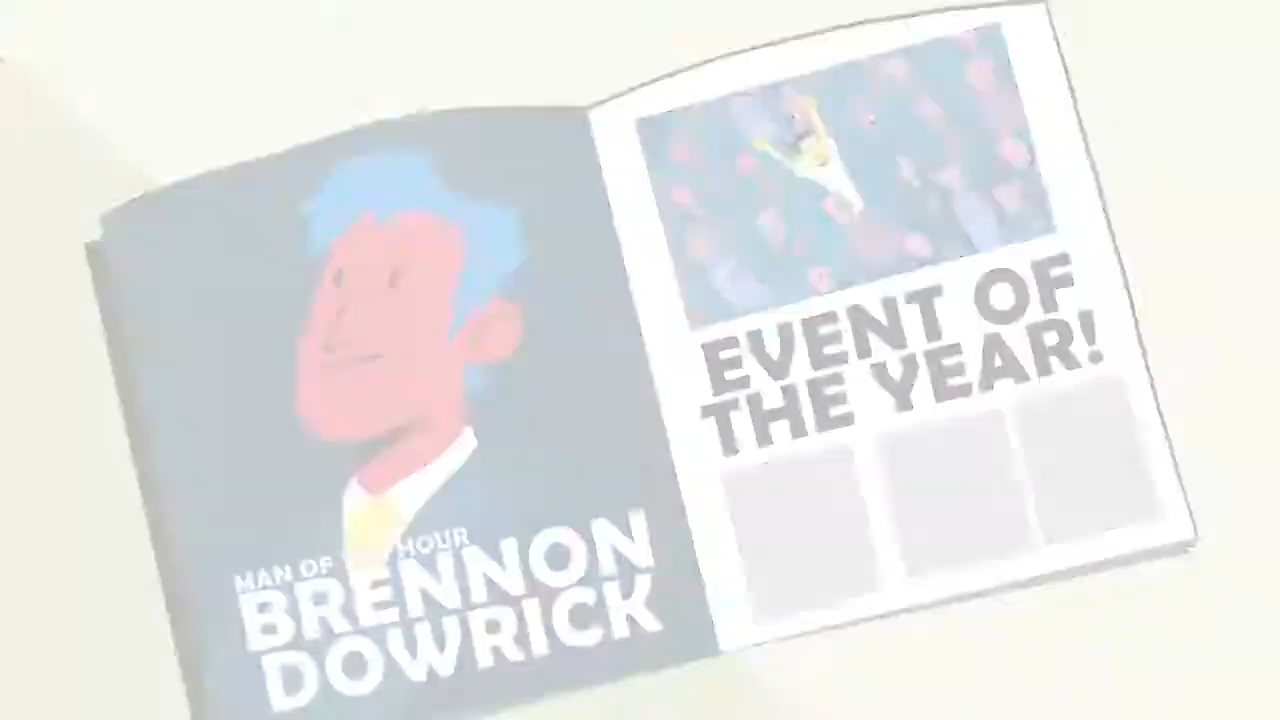 MAN OF HOUR
BRENNON
DOWRICK
EVENT OF
THE YEAR!